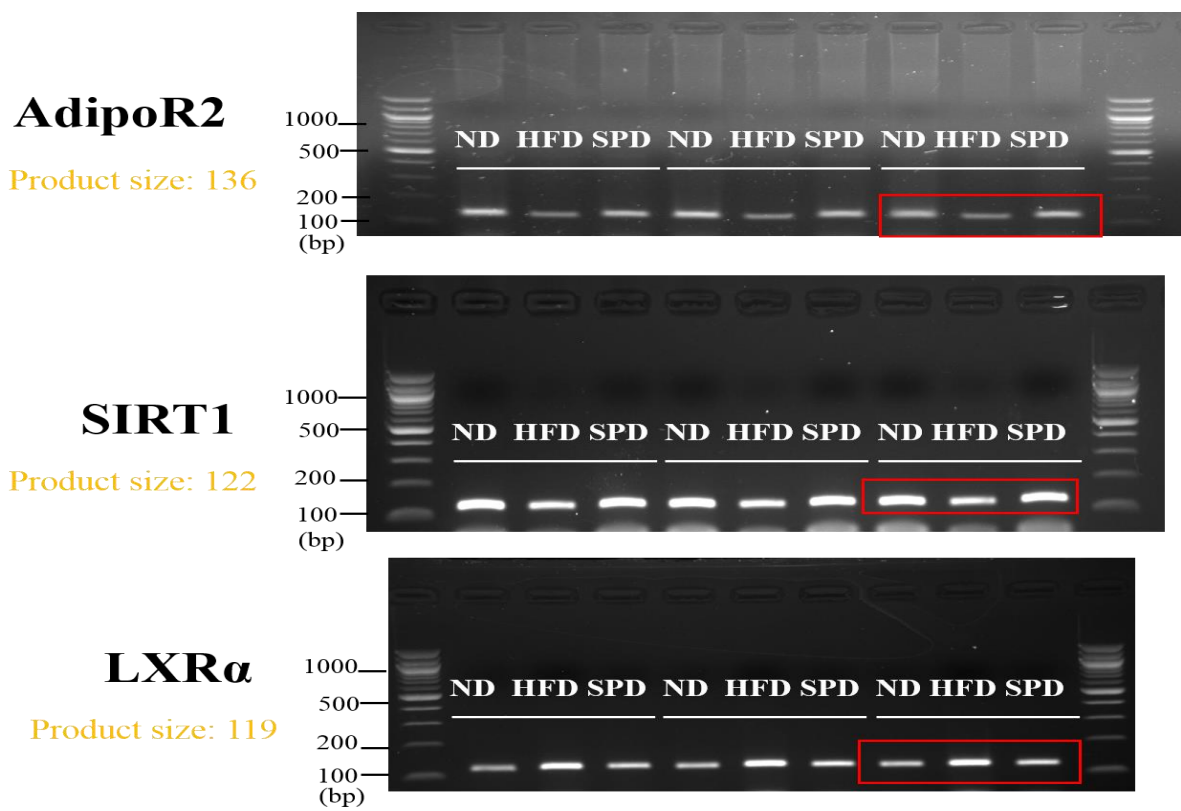 AdipoR2
Product size: 136
1000
500
200
100
(bp)
ND HFD SPD ND HFD SPD ND HFD SPD
SIRT1
Product size: 122
1000
500
200
100
(bp)
ND HFD SPD ND HFD SPD ND HFD SPD
LXRα
Product size: 119
1000
500
200
100
(bp)
ND HFD SPD ND HFD SPD ND HFD SPD